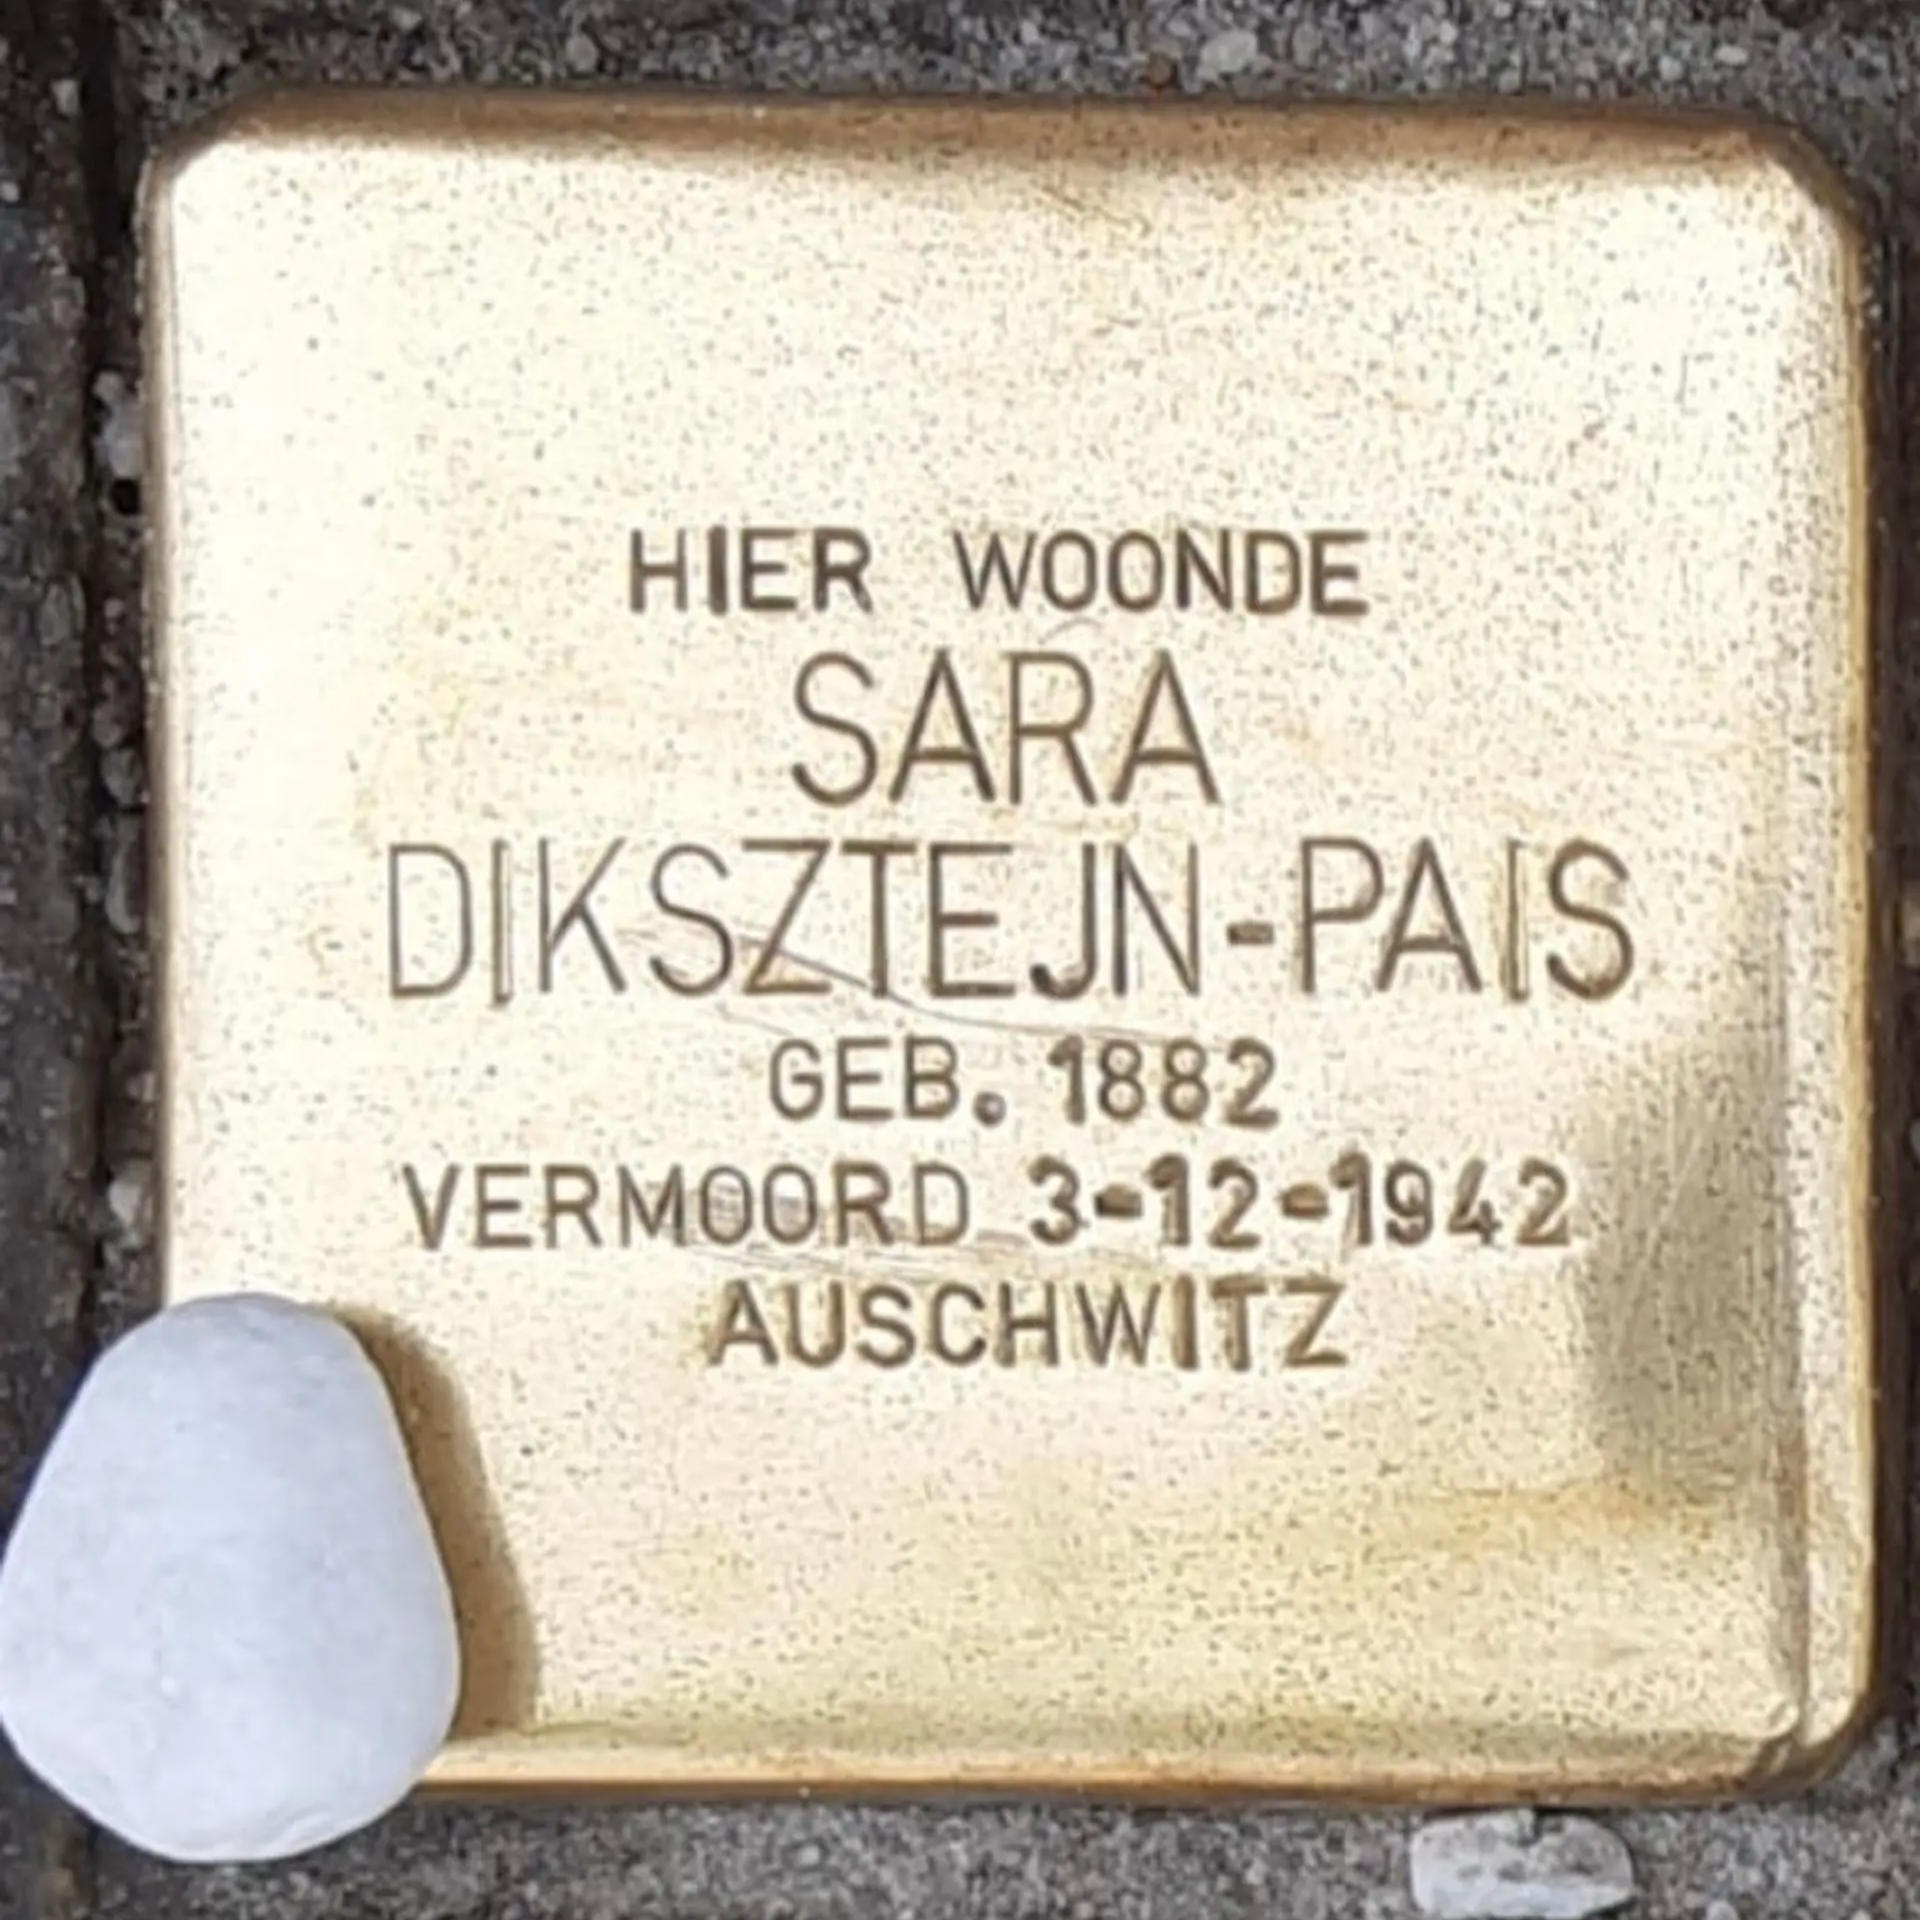 HIER WOONDE
SARA
DIKSZTEJN-PAIS
GEB. 1882
VERMOORD 3-12-1942
AUSCHWITZ